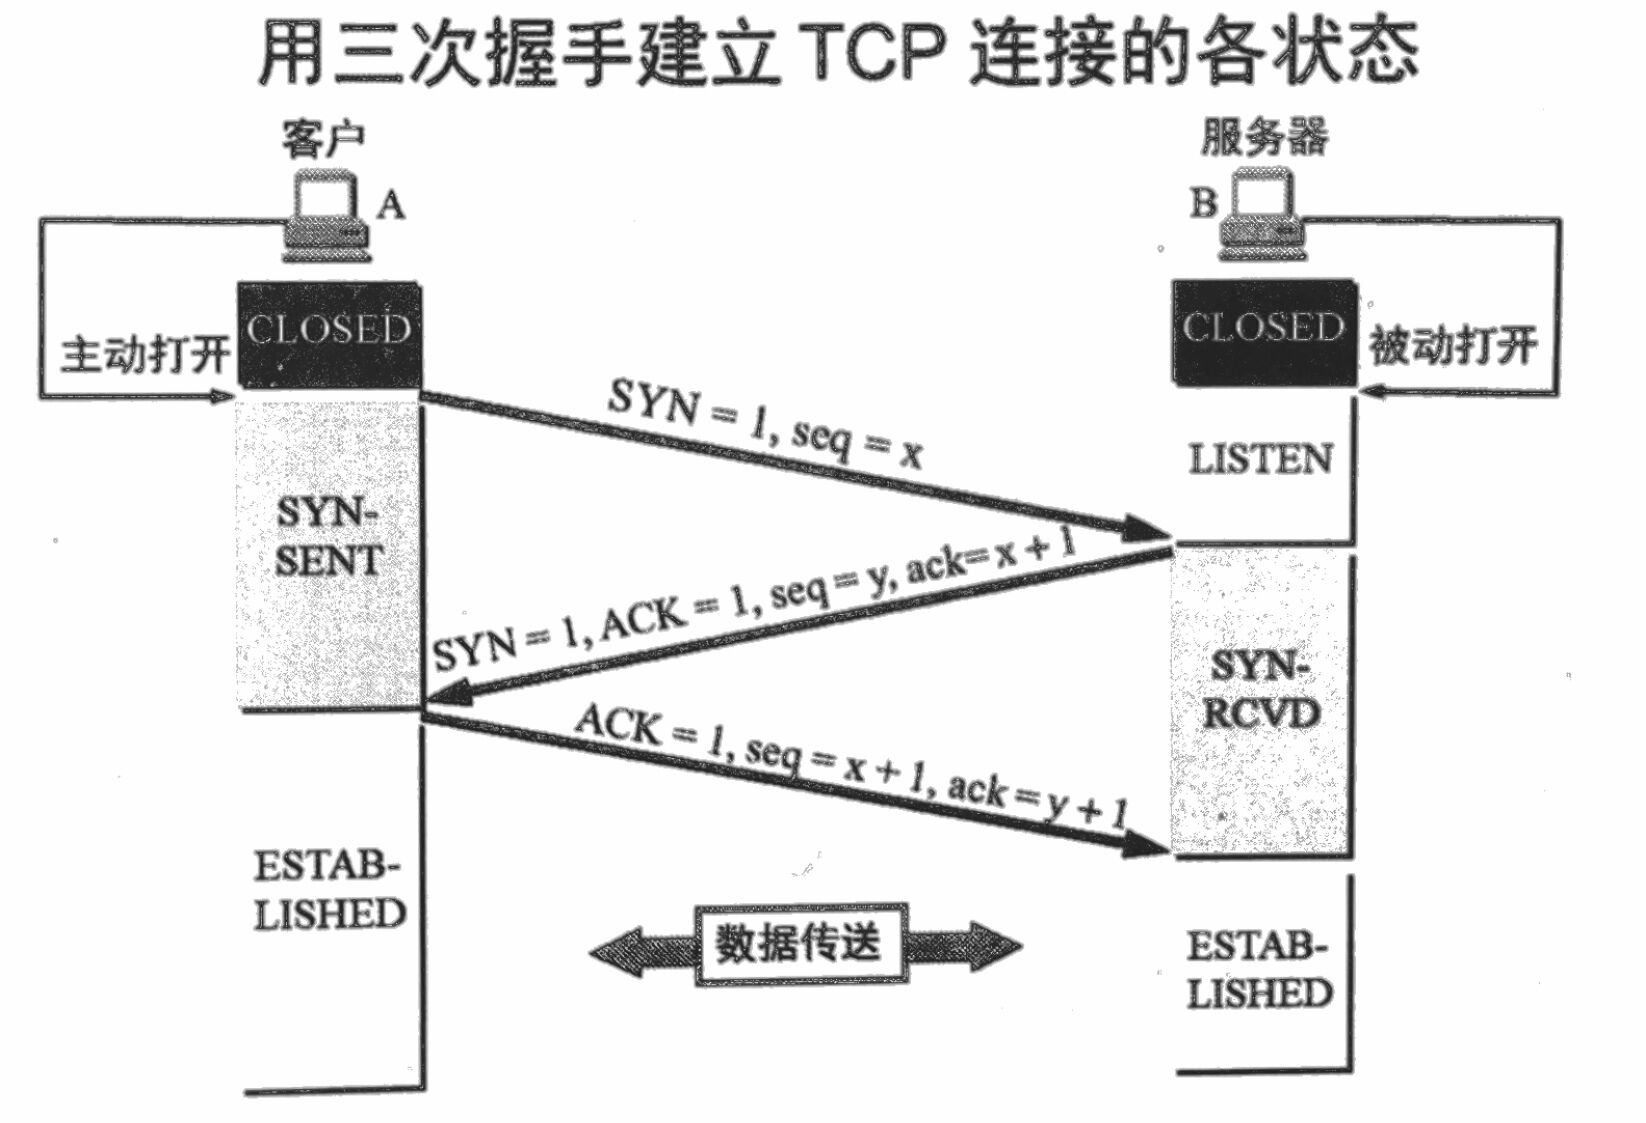 用三次握手建立 TCP 连接的各状态
客户
服务器
A
B
主动打开
CLOSED
CLOSED
被动打开
SYN = 1, seq = x
LISTEN
SYN-
SENT
SYN = 1, ACK = 1, seq = y, ack= x + 1
SYN-
RCVD
ACK = 1, seq = x + 1, ack = y + 1
ESTAB-
LISHED
数据传送
ESTAB-
LISHED